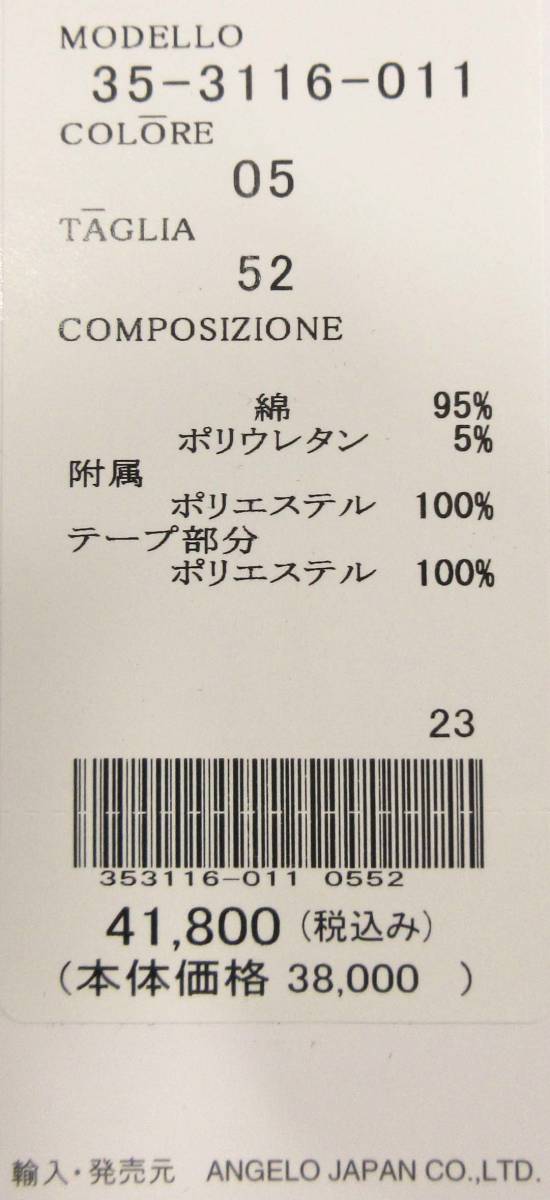 MODELLO
35-3116-011
COLŌRE
05
TĀGLIA
52
COMPOSIZIONE
綿 95%
ポリウレタン 5%
附属
ポリエステル 100%
テープ部分
ポリエステル 100%
23
353116-011 0552
41,800 (税込み)
(本体価格 38,000 )
輸入・発売元 ANGELO JAPAN CO.,LTD.